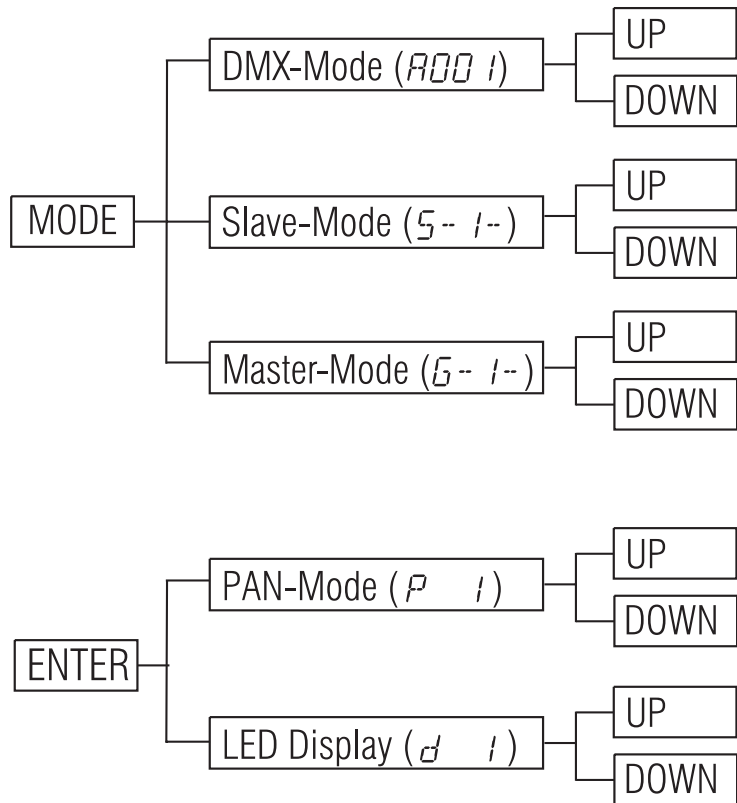 UP
DMX-Mode (A001)
DOWN
UP
MODE
Slave-Mode (S-1-)
DOWN
UP
Master-Mode (G-1-)
DOWN
UP
PAN-Mode (P 1)
DOWN
ENTER
UP
LED Display (d 1)
DOWN